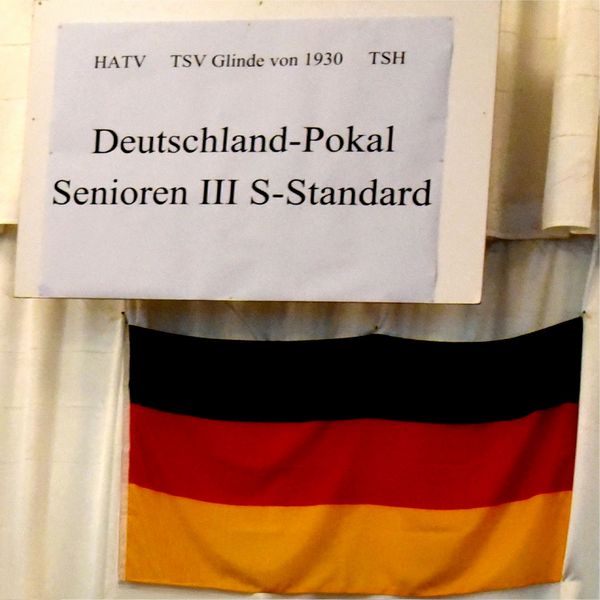 HATV TSV Glinde von 1930 TSH
Deutschland-Pokal
Senioren III S-Standard